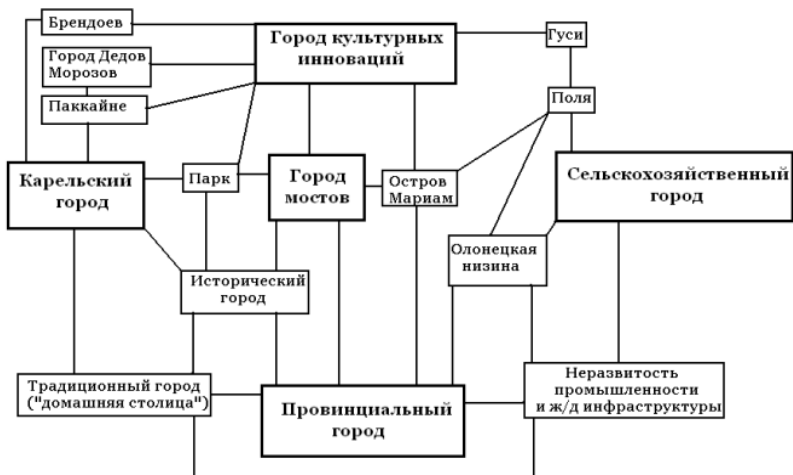 Брендоев
Город культурных
инноваций
Гуси
Город Дедов
Морозов
Паккайне
Поля
Карельский
город
Парк
Город
мостов
Остров
Мариам
Сельскохозяйственный
город
Олонецкая
низина
Исторический
город
Традиционный город
("домашняя столица")
Провинциальный
город
Неразвитость
промышленности
и ж/д инфраструктуры